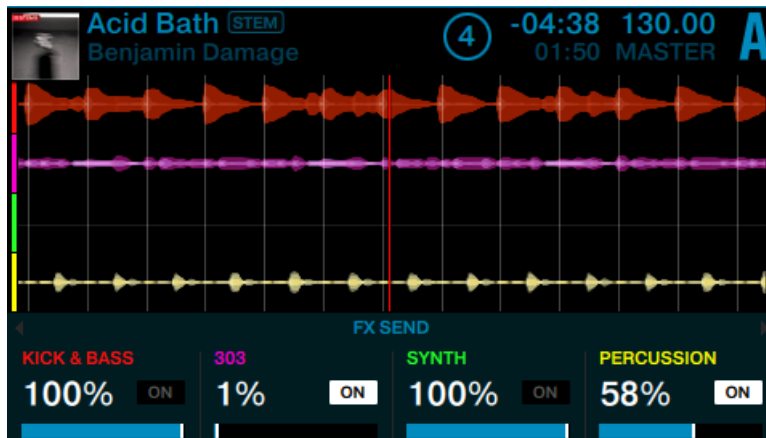 Acid Bath STEM 4 -04:38 130.00 A
Benjamin Damage 01:50 MASTER
FX SEND
KICK & BASS 303 SYNTH PERCUSSION
100% ON 1% ON 100% ON 58% ON